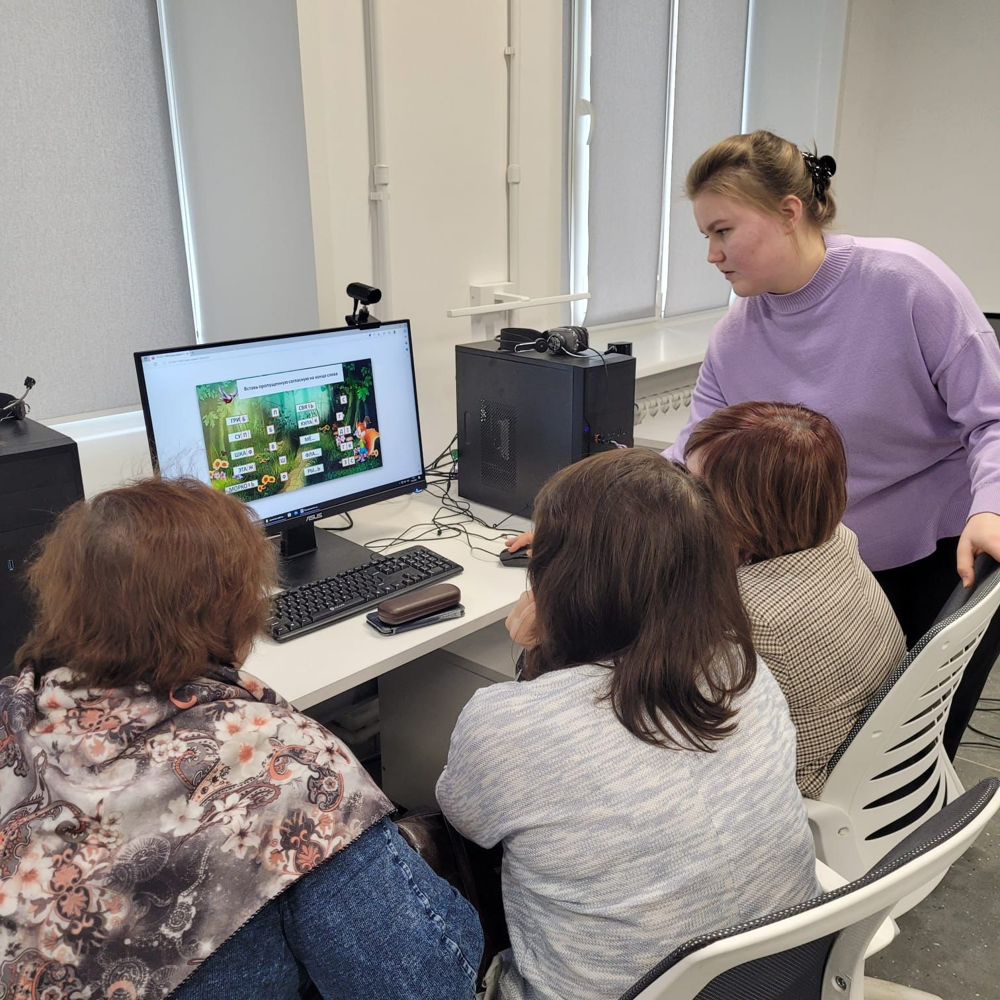 Вставь пропущенную согласную на конце слова
ГРИ Б
П
СВЯ З Ь
С
СУ П
Б
КУЛА К
Г
ШКА Ф
В
МЁ...
Д Т
ЭТА Ж
Ш
ФЛА...
Г К
МОРКО В Ь
Ф
РЫ...Ь
З С
ASUS